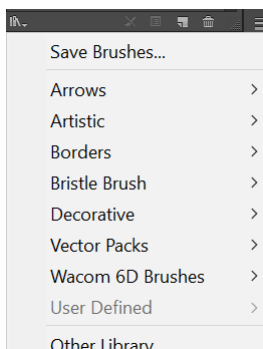 Save Brushes...
Arrows
Artistic
Borders
Bristle Brush
Decorative
Vector Packs
Wacom 6D Brushes
User Defined
Other Library